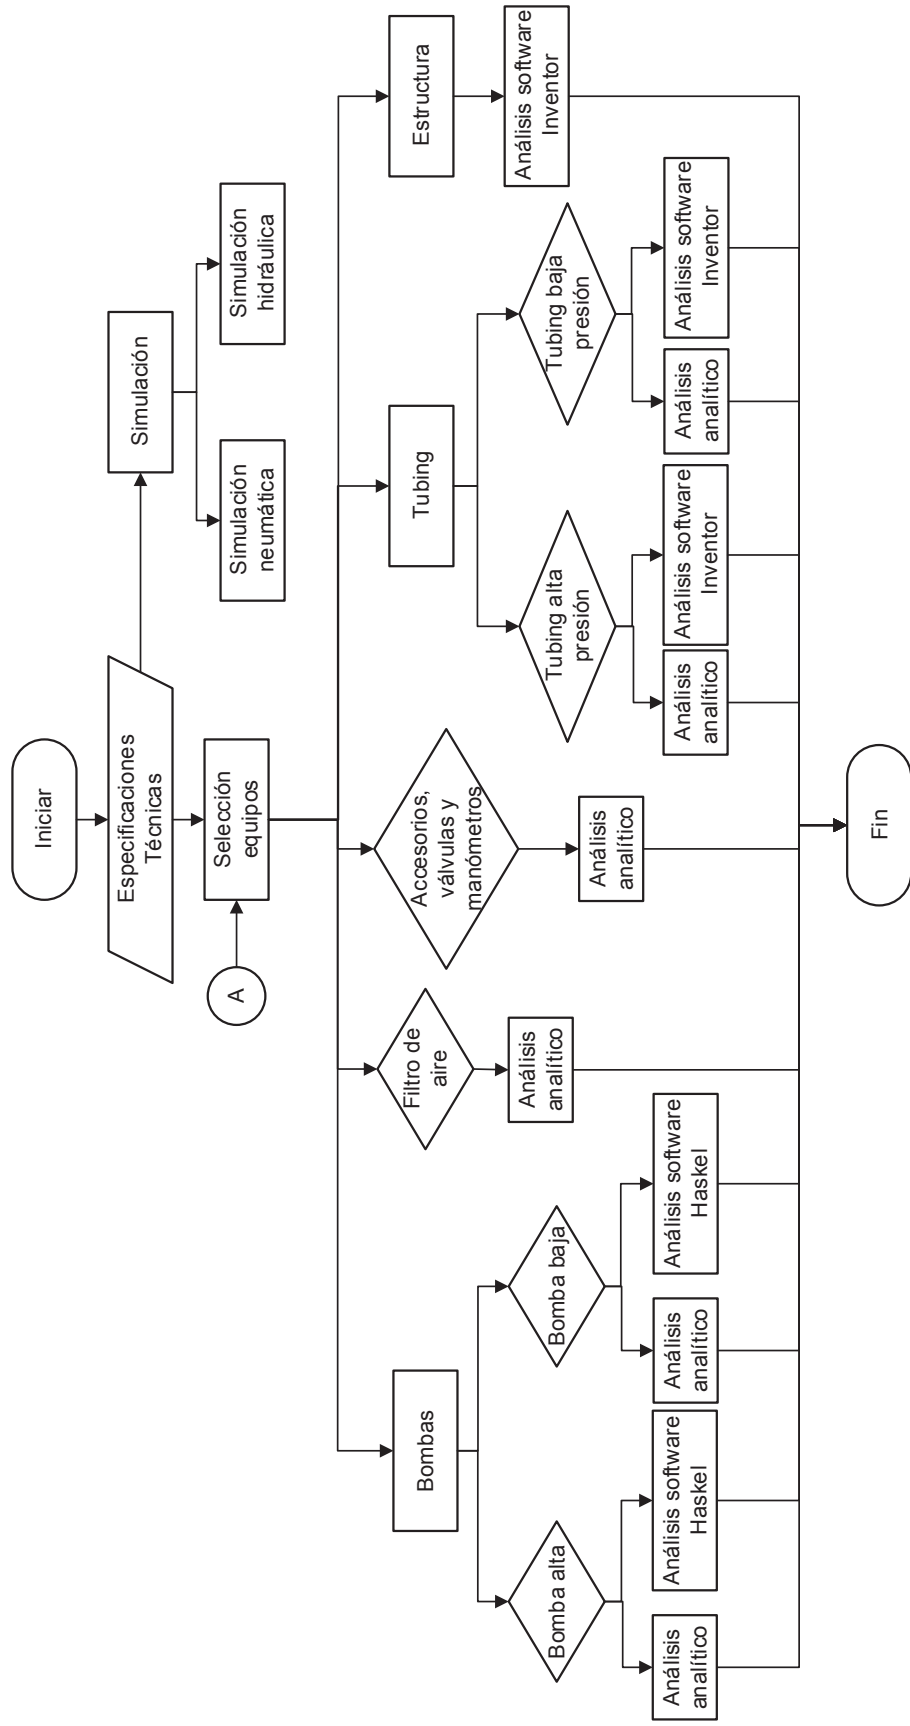 Iniciar
Especificaciones
Técnicas
Simulación
Simulación
neumática
Simulación
hidráulica
A
Selección
equipos
Bombas
Filtro de
aire
Accesorios,
válvulas y
manómetros
Tubing
Estructura
Bomba alta
Bomba baja
Análisis
analítico
Análisis
analítico
Tubing alta
presión
Tubing baja
presión
Análisis software
Inventor
Análisis
analítico
Análisis software
Haskel
Análisis
analítico
Análisis software
Haskel
Análisis
analítico
Análisis software
Inventor
Análisis
analítico
Análisis software
Inventor
Fin